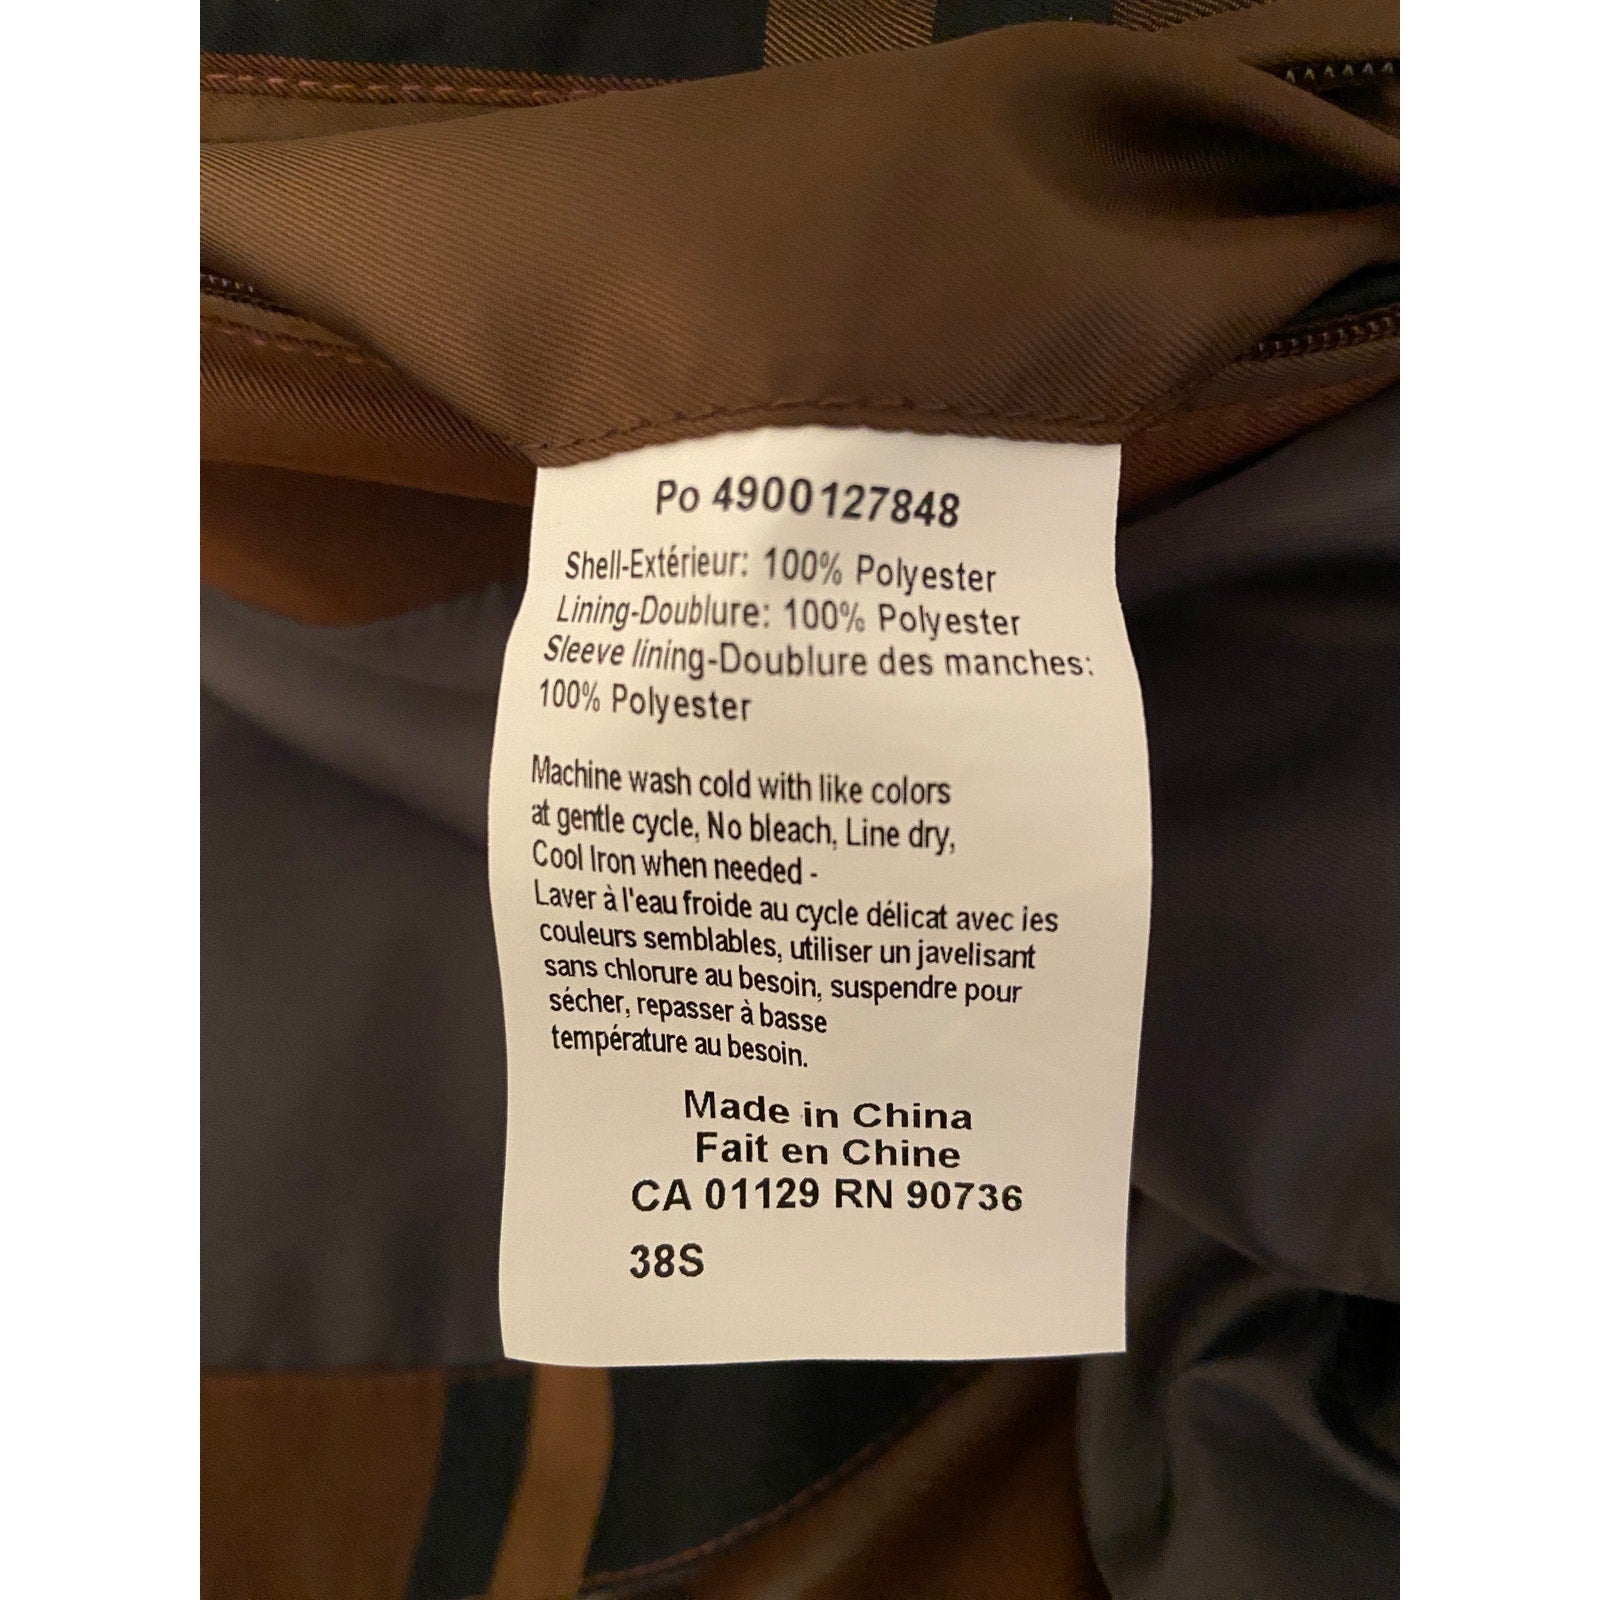 Po 4900127848
Shell-Extérieur: 100% Polyester
Lining-Doublure: 100% Polyester
Sleeve lining-Doublure des manches:
100% Polyester
Machine wash cold with like colors
at gentle cycle, No bleach, Line dry,
Cool Iron when needed -
Laver à l'eau froide au cycle délicat avec les
couleurs semblables, utiliser un javelisant
sans chlorure au besoin, suspendre pour
sécher, repasser à basse
température au besoin.
Made in China
Fait en Chine
CA 01129 RN 90736
38S